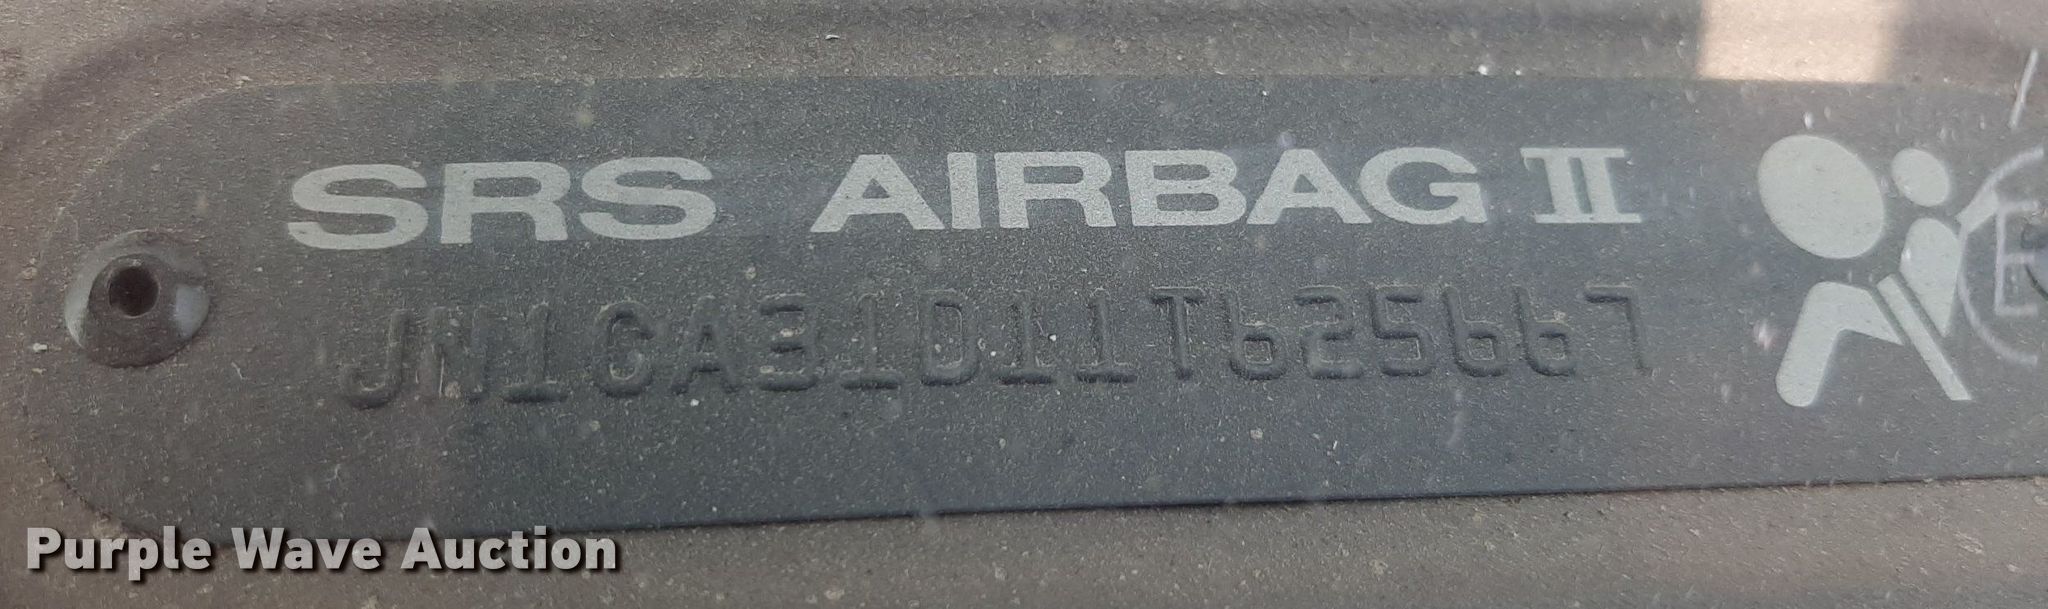 SRS AIRBAG II
JN1CA31D11T625667
Purple Wave Auction